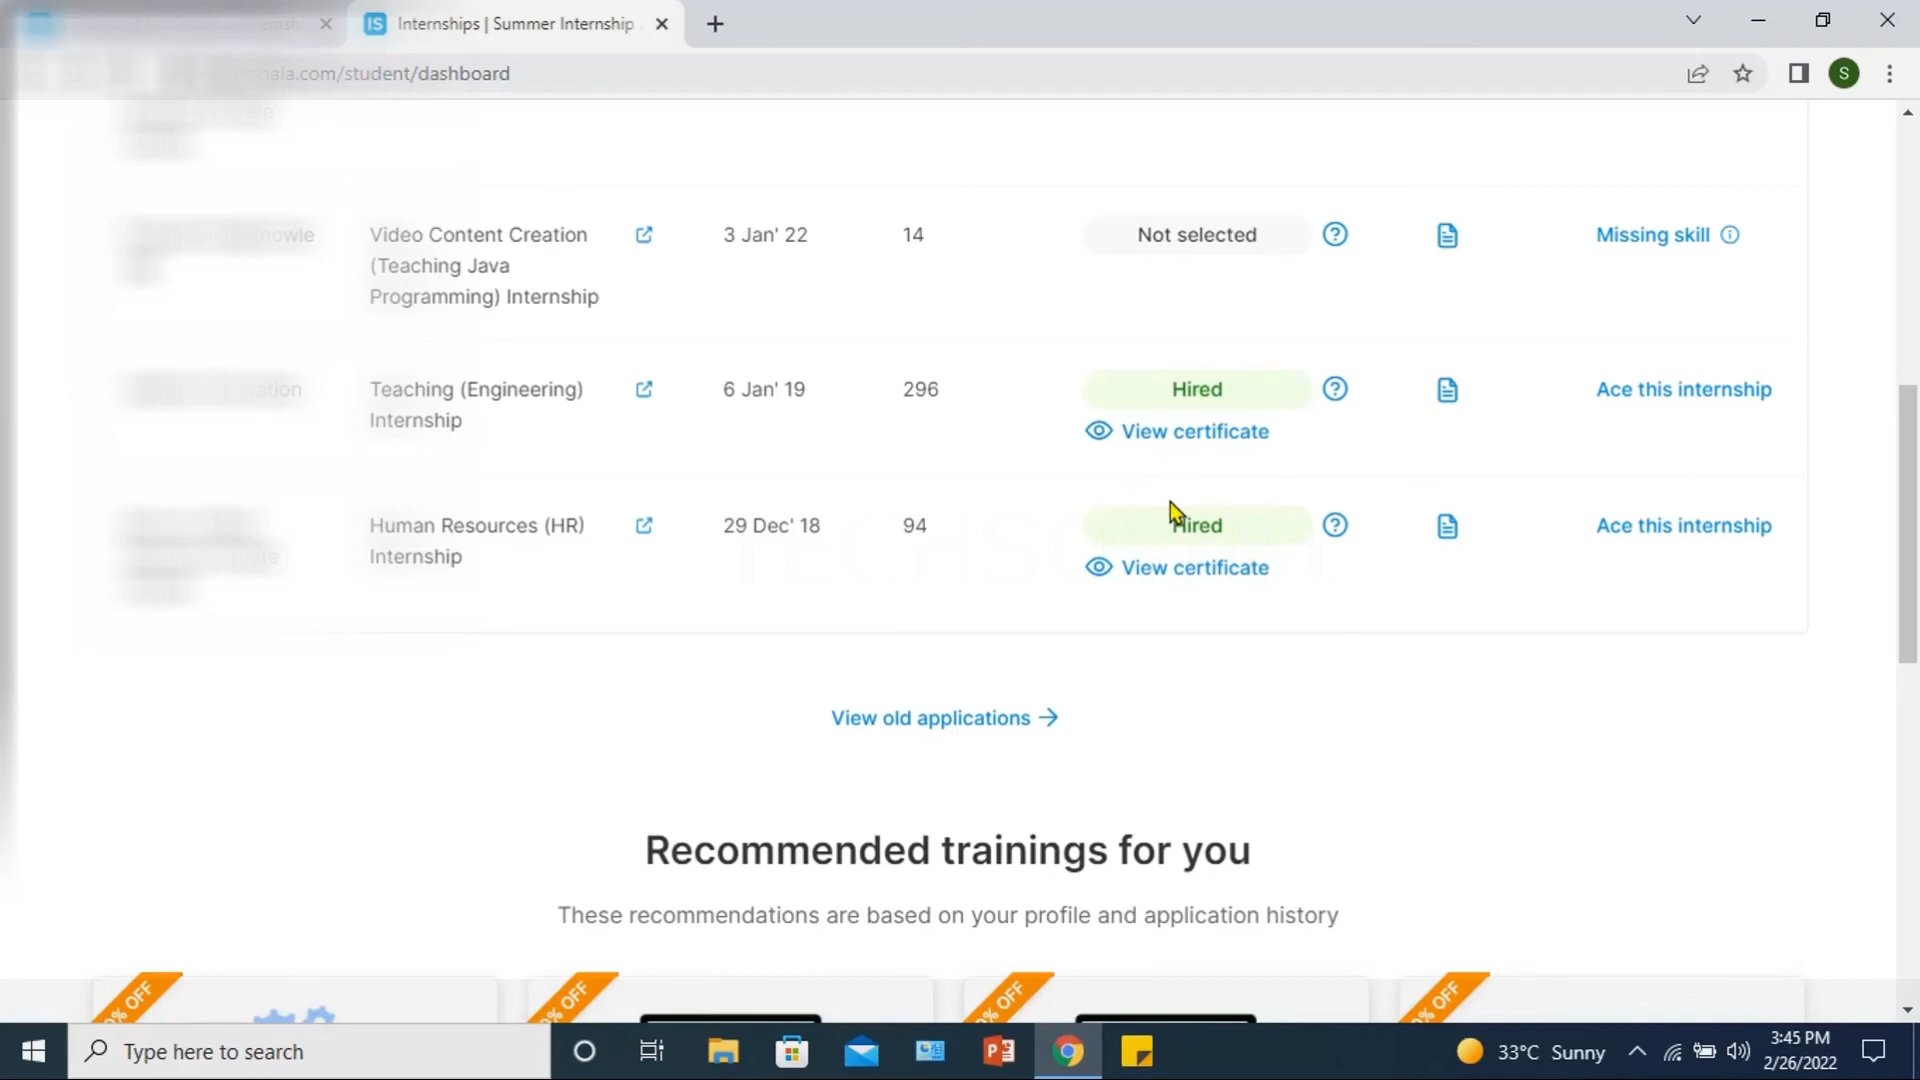 Internships | Summer Internship
hala.com/student/dashboard
Video Content Creation
(Teaching Java
Programming) Internship
3 Jan' 22
14
Not selected
Missing skill
Teaching (Engineering)
Internship
6 Jan' 19
296
Hired
View certificate
Ace this internship
Human Resources (HR)
Internship
29 Dec' 18
94
Hired
View certificate
Ace this internship
View old applications
Recommended trainings for you
These recommendations are based on your profile and application history
% OFF
% OFF
% OFF
% OFF
Type here to search
33°C Sunny
3:45 PM
2/26/2022